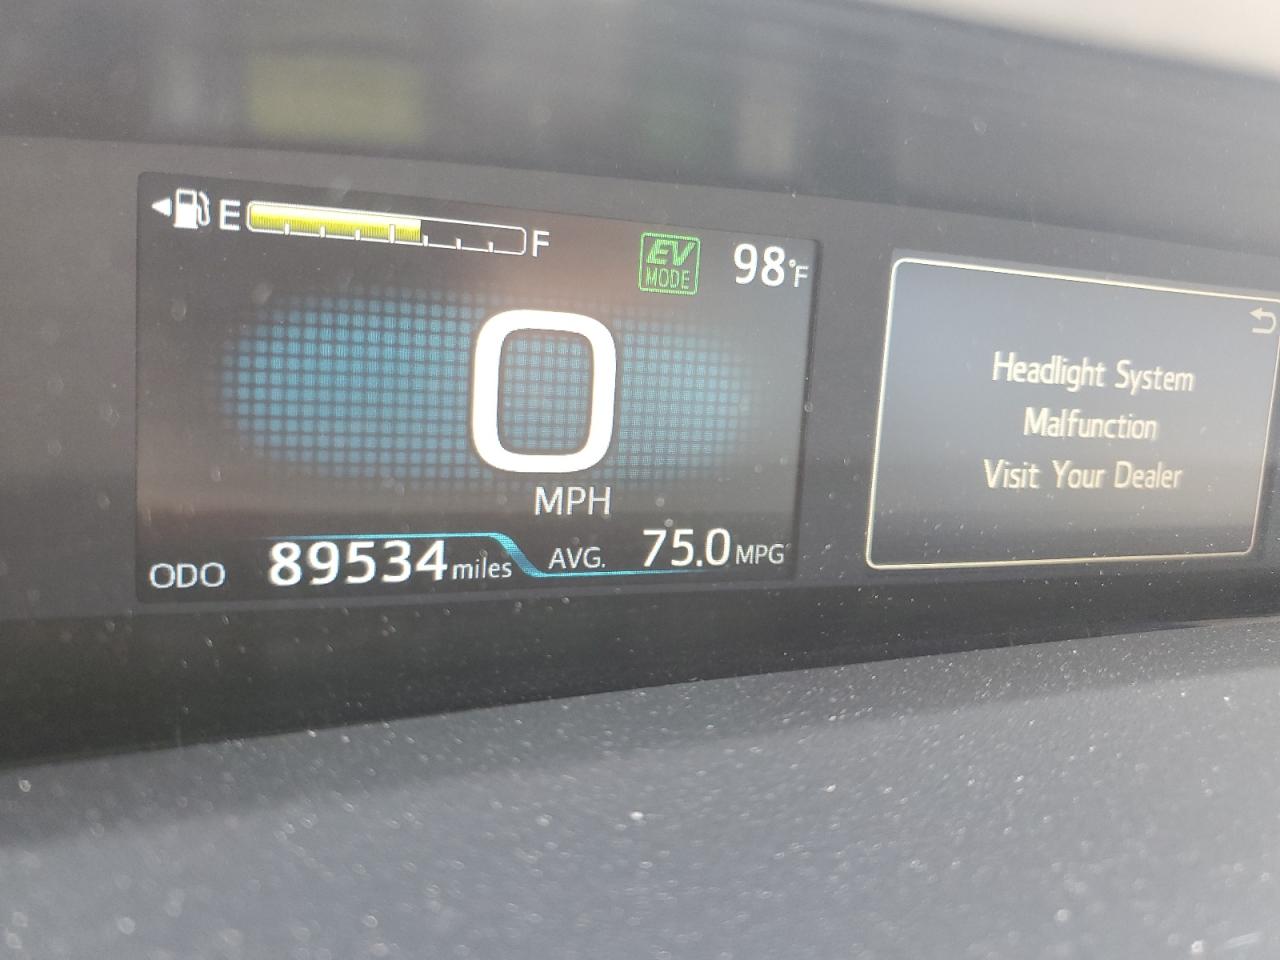 E F
EV
MODE
98°F
0
MPH
ODO 89534 miles AVG. 75.0 MPG
Headlight System
Malfunction
Visit Your Dealer